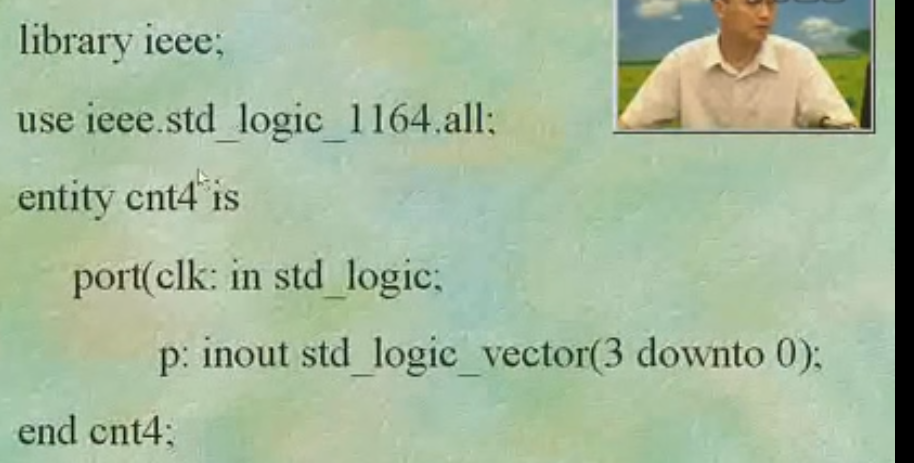 library ieee;
use ieee.std_logic_1164.all;
entity cnt4 is
port(clk: in std_logic;
p: inout std_logic_vector(3 downto 0);
end cnt4;